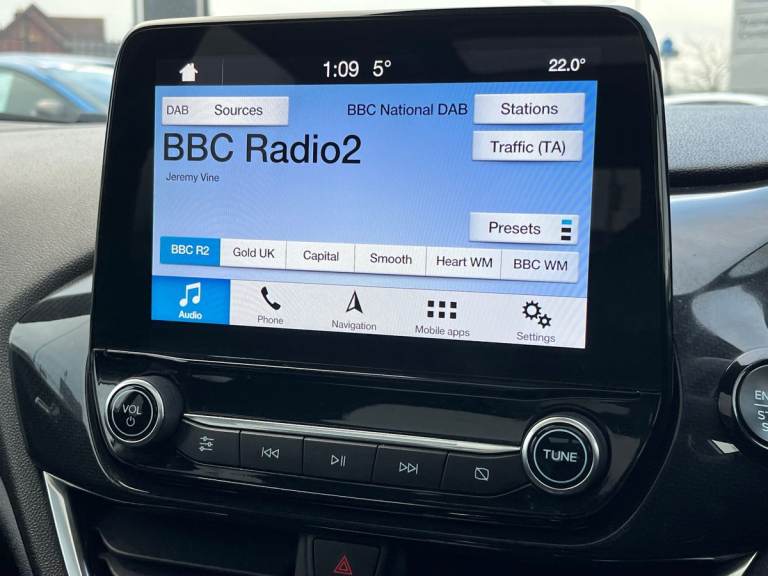 1:09 5° 22.0°
DAB Sources BBC National DAB Stations
BBC Radio2 Traffic (TA)
Jeremy Vine
Presets
BBC R2 Gold UK Capital Smooth Heart WM BBC WM
Audio Phone Navigation Mobile apps Settings
VOL TUNE